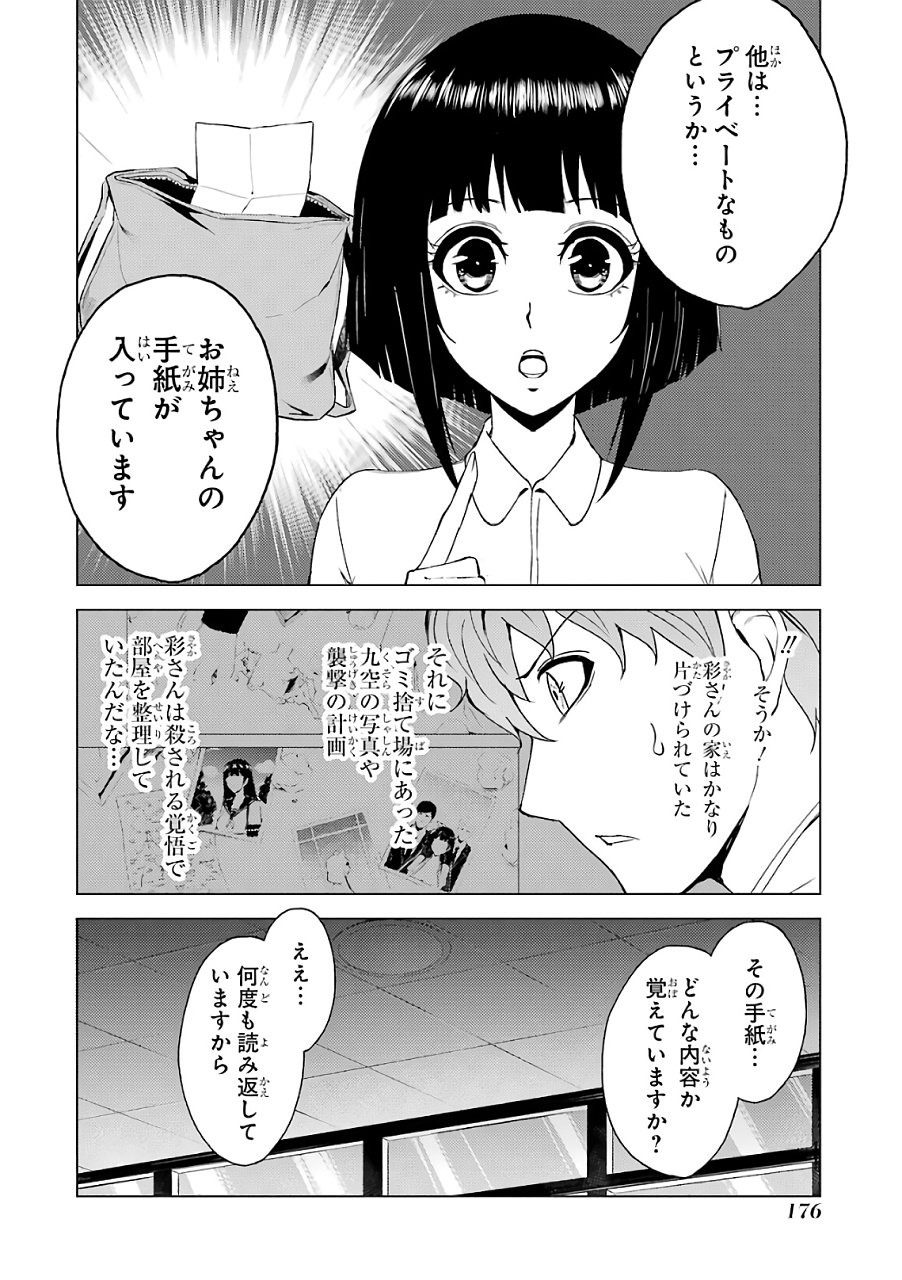 他は…
プライベートなもの
というか…
お姉ちゃんの
手紙が
入っています
!!
そうか!
彩さんの家はかなり
片づけられていた
それに
ゴミ捨て場にあった
九空の写真や
襲撃の計画
彩さんは殺される覚悟で
部屋を整理して
いたんだな…
その手紙…
どんな内容か
覚えていますか?
ええ…
何度も読み返して
いますから
176